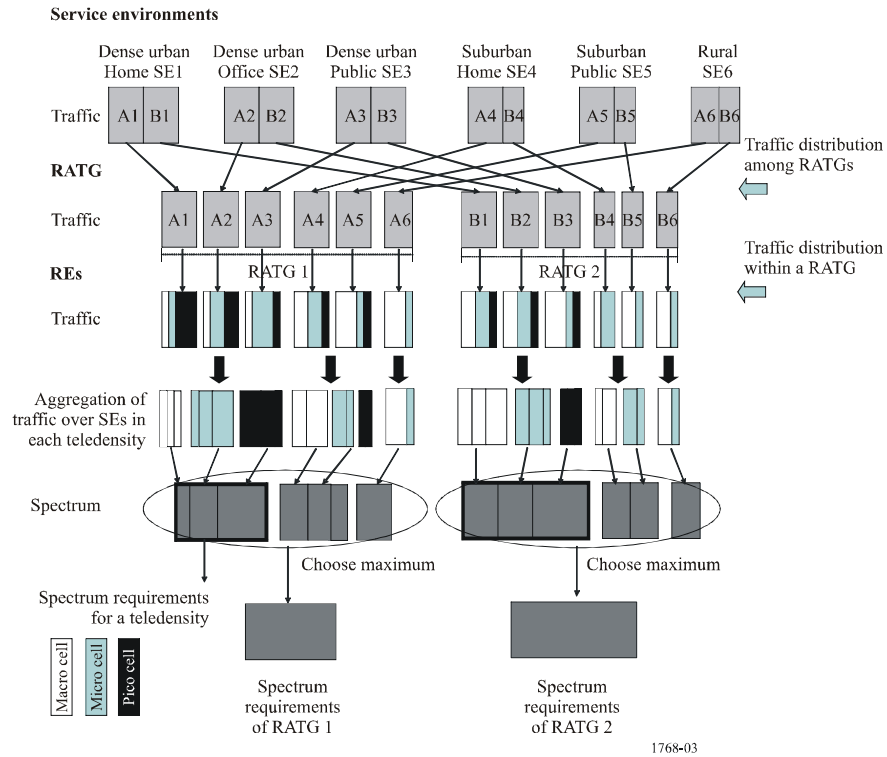 Service environments
Dense urban
Home SE1
Dense urban
Office SE2
Dense urban
Public SE3
Suburban
Home SE4
Suburban
Public SE5
Rural
SE6
Traffic
A1 B1 A2 B2 A3 B3 A4 B4 A5 B5 A6 B6
Traffic distribution
among RATGs
RATG
Traffic
A1 A2 A3 A4 A5 A6 B1 B2 B3 B4 B5 B6
Traffic distribution
within a RATG
REs
RATG 1
RATG 2
Traffic
Aggregation of
traffic over SEs in
each teledensity
Spectrum
Choose maximum
Choose maximum
Spectrum requirements
for a teledensity
Macro cell
Micro cell
Pico cell
Spectrum
requirements
of RATG 1
Spectrum
requirements
of RATG 2
1768-03